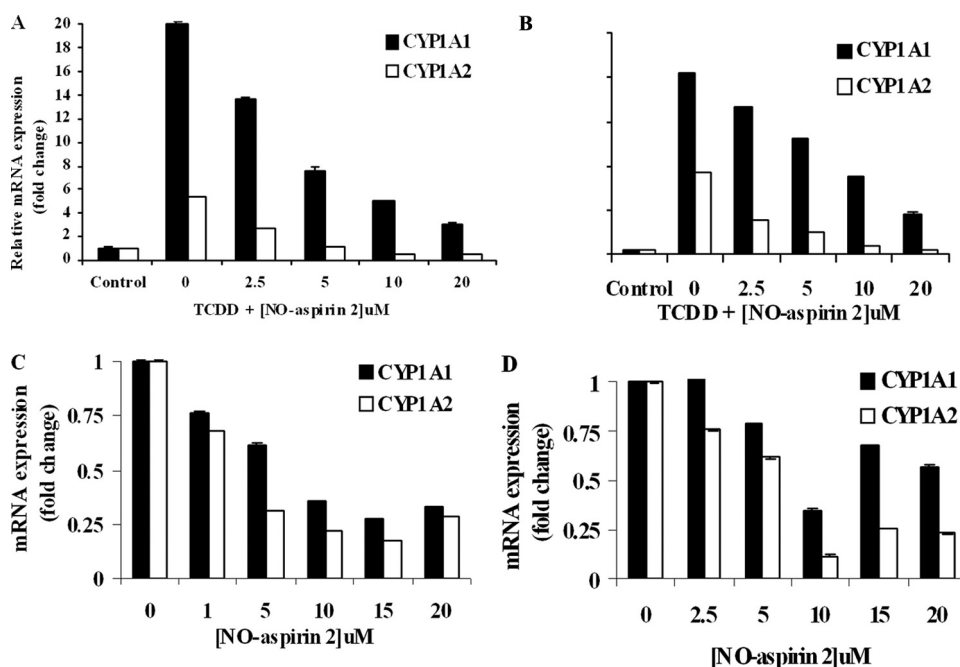 A
Relative mRNA expression
(fold change)
20
18
16
14
12
10
8
6
4
2
0
CYP1A1
CYP1A2
Control 0 2.5 5 10 20
TCDD + [NO-aspirin 2]uM
B
CYP1A1
CYP1A2
Control 0 2.5 5 10 20
TCDD + [NO-aspirin 2]uM
C
mRNA expression
(fold change)
1
0.75
0.5
0.25
0
CYP1A1
CYP1A2
0 1 5 10 15 20
[NO-aspirin 2]uM
D
mRNA expression
(fold change)
1
0.75
0.5
0.25
0
CYP1A1
CYP1A2
0 2.5 5 10 15 20
[NO-aspirin 2]uM